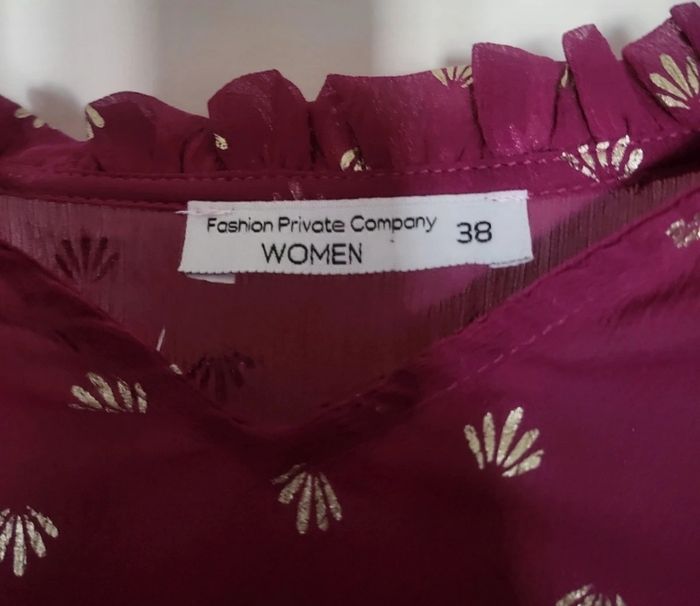 Fashion Private Company 38
WOMEN